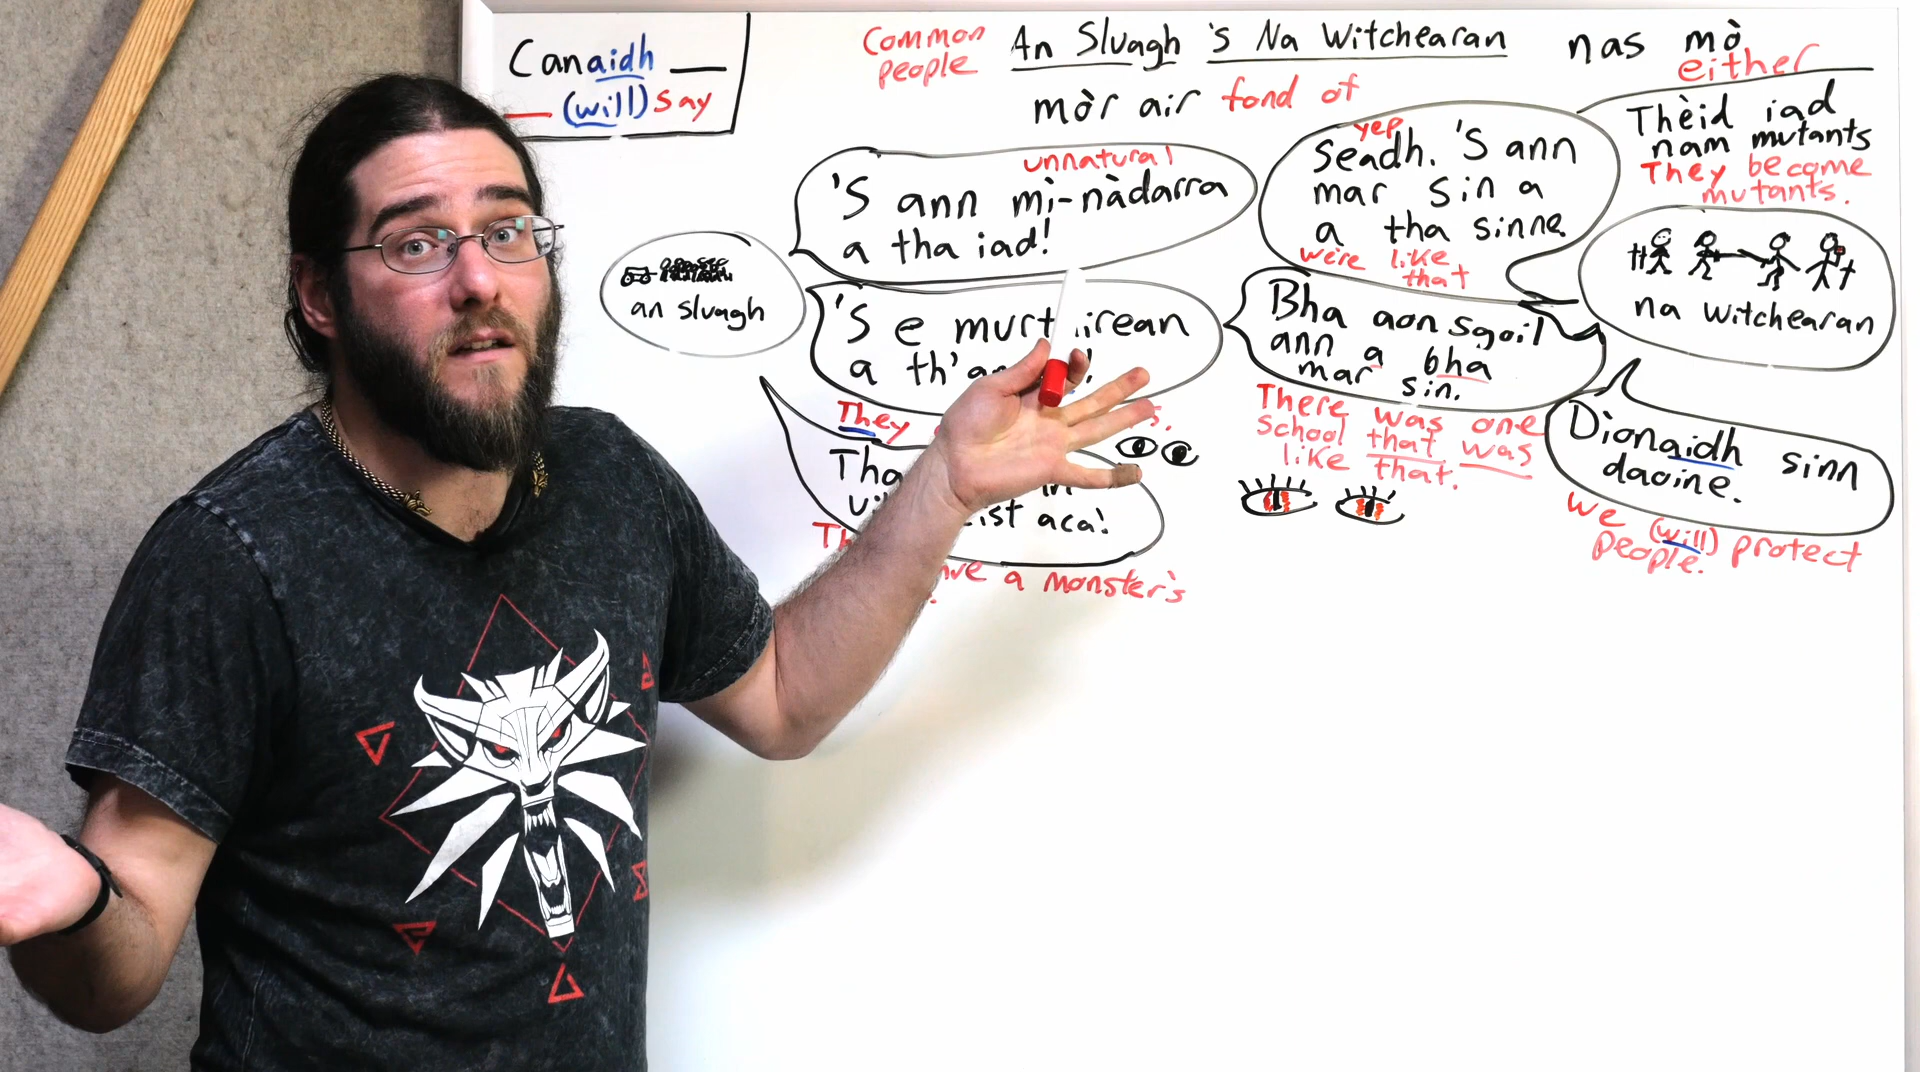 Canaidh
(will) say
Common
people
An Sluagh 's Na Witchearan
nas mò
either
mòr air fond of
Thèid iad
nam mutants
They become
mutants.
unnatural
'S ann mì-nàdarra
a tha iad!
yep
Seadh. 'S ann
mar sin a
a tha sinne.
we're like
that
an sluagh
'S e murt
a th'
They
na witchearan
Bha aon sgoil
ann a bha
mar sin.
There was one
school that was
like that.
Tha
aca!
a monster's
Dìonaidh sinn
daoine.
we (will) protect
people.